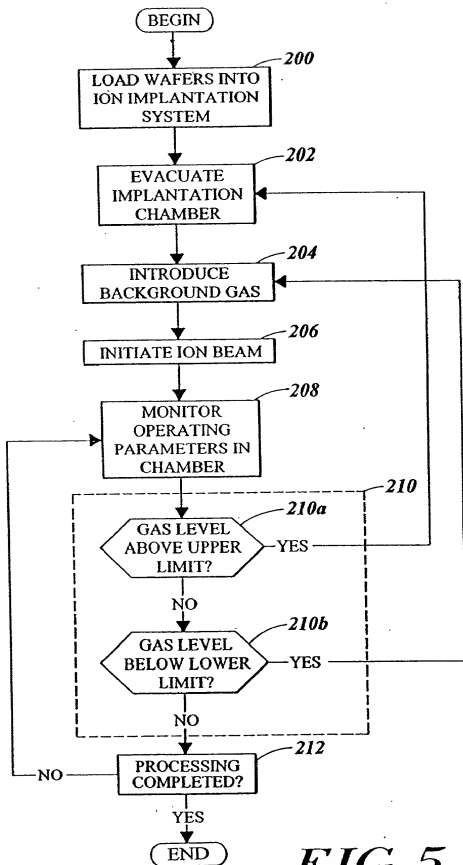 BEGIN
200
LOAD WAFERS INTO
ION IMPLANTATION
SYSTEM
202
EVACUATE
IMPLANTATION
CHAMBER
204
INTRODUCE
BACKGROUND GAS
206
INITIATE ION BEAM
208
MONITOR
OPERATING
PARAMETERS IN
CHAMBER
210
210a
GAS LEVEL
ABOVE UPPER
LIMIT?
YES
NO
210b
GAS LEVEL
BELOW LOWER
LIMIT?
YES
NO
212
PROCESSING
COMPLETED?
NO
YES
END
FIG. 5